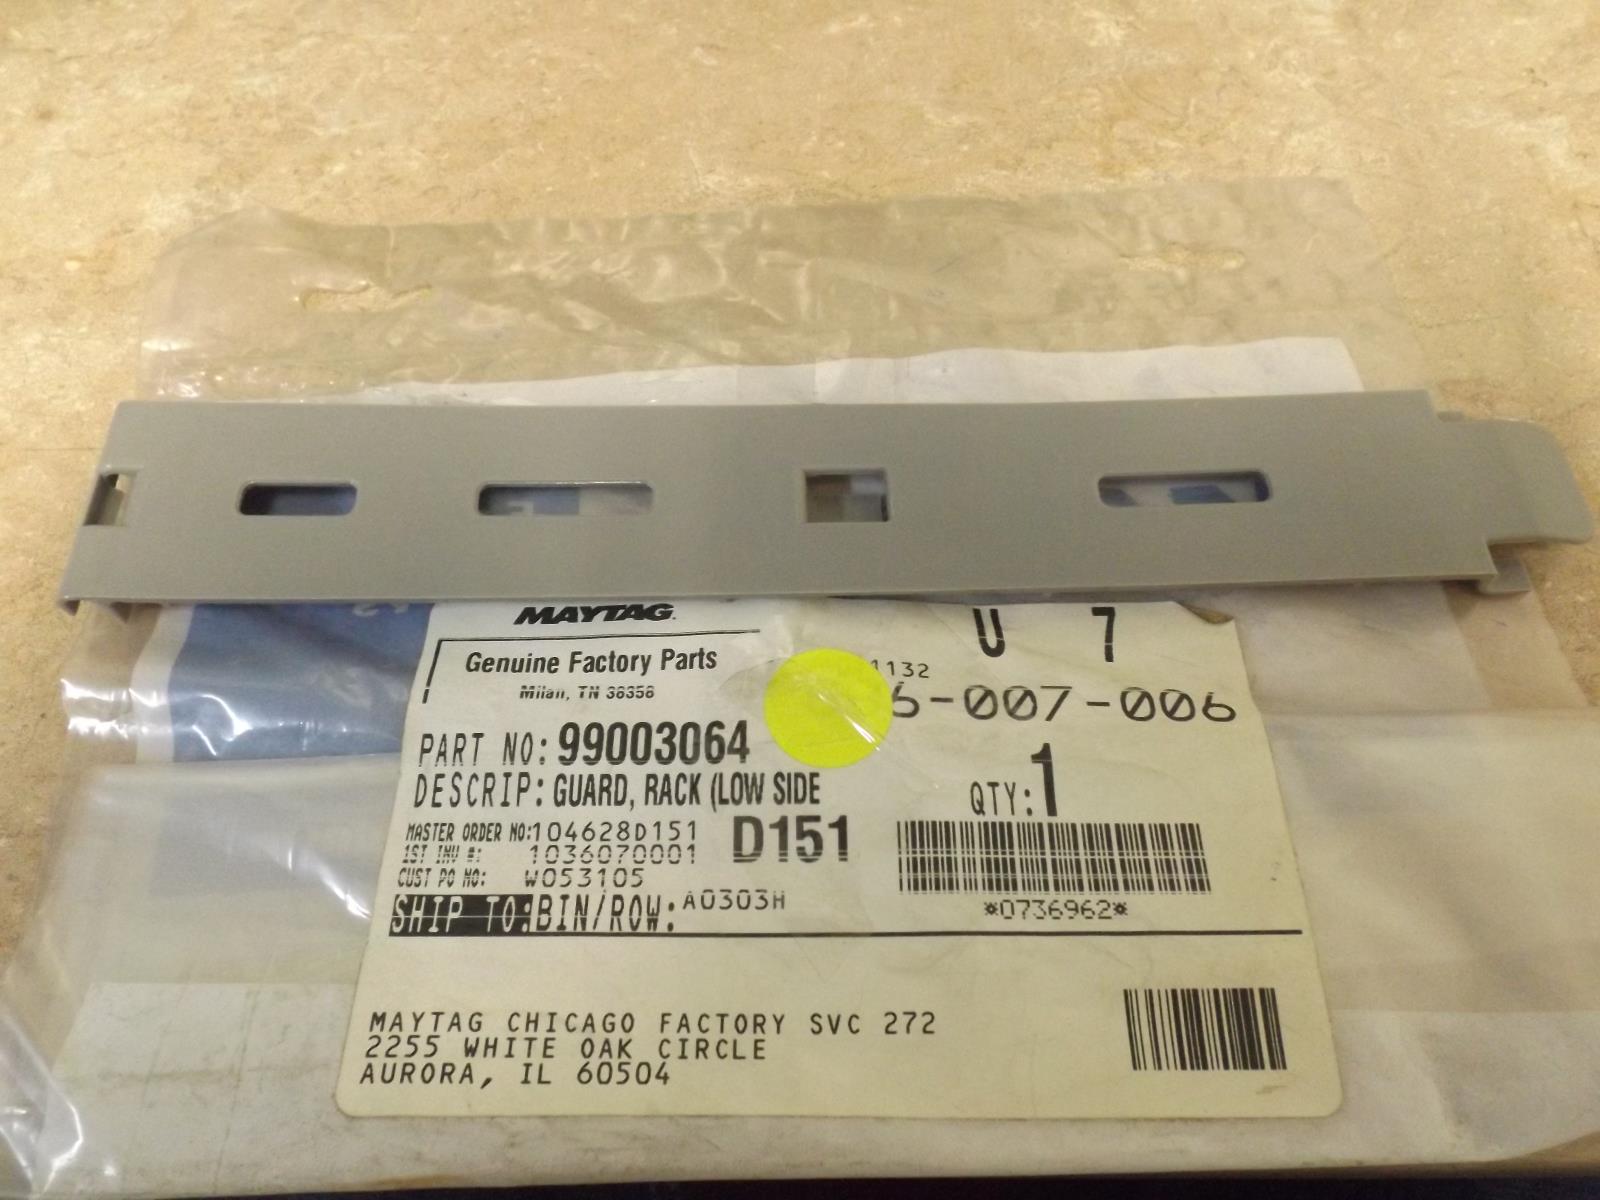 MAYTAG
Genuine Factory Parts
Milan, TN 38358
U 7
1132
6-007-006
PART NO: 99003064
DESCRIP: GUARD, RACK (LOW SIDE
QTY: 1
MASTER ORDER NO: 104628D151
D151
1ST INV #: 1036070001
CUST PO NO: W053105
SHIP TO: BIN/ROW: A0303H
*0736962*
MAYTAG CHICAGO FACTORY SVC 272
2255 WHITE OAK CIRCLE
AURORA, IL 60504